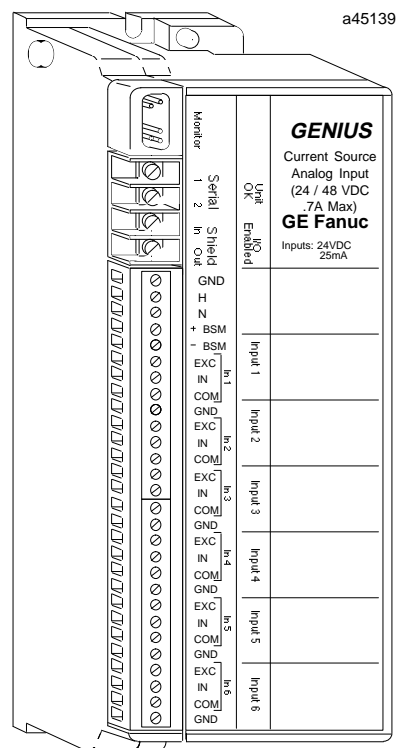 a45139
GENIUS
Current Source
Analog Input
(24 / 48 VDC
.7A Max)
GE Fanuc
Inputs: 24VDC
25mA
Monitor
Serial
1 2
Shield
In Out
Unit
OK
I/O
Enabled
GND
H
N
+ BSM
− BSM
EXC
IN
COM
In 1
Input 1
GND
EXC
IN
COM
In 2
Input 2
EXC
IN
COM
In 3
Input 3
GND
EXC
IN
COM
In 4
Input 4
GND
EXC
IN
COM
In 5
Input 5
GND
EXC
IN
COM
In 6
Input 6
GND